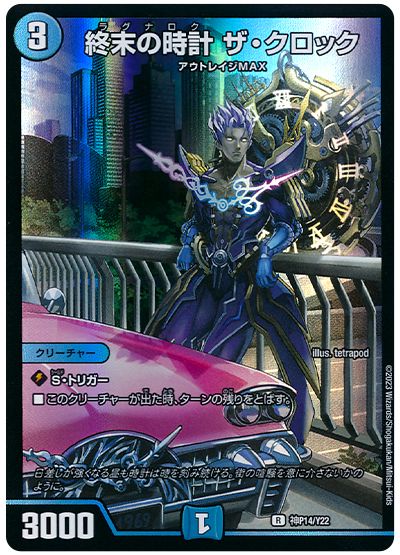 3
ラグナロク
終末の時計 ザ・クロック
アウトレイジMAX
illus. tetrapod
クリーチャー
S・トリガー
■このクリーチャーが出た時、ターンの残りをとばす。
日差しが強くなる昼も時計は時を刻み続ける。街の喧騒を意に介さないかの
ように。
©2023 Wizards/Shogakukan/Mitsui-Kids
3000
1
R 神P14/Y22